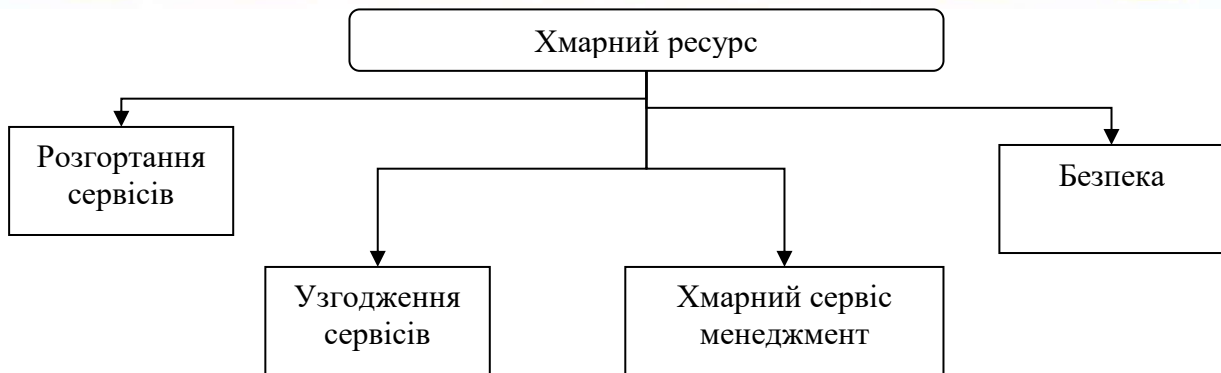 Хмарний ресурс
Розгортання
сервісів
Безпека
Узгодження
сервісів
Хмарний сервіс
менеджмент